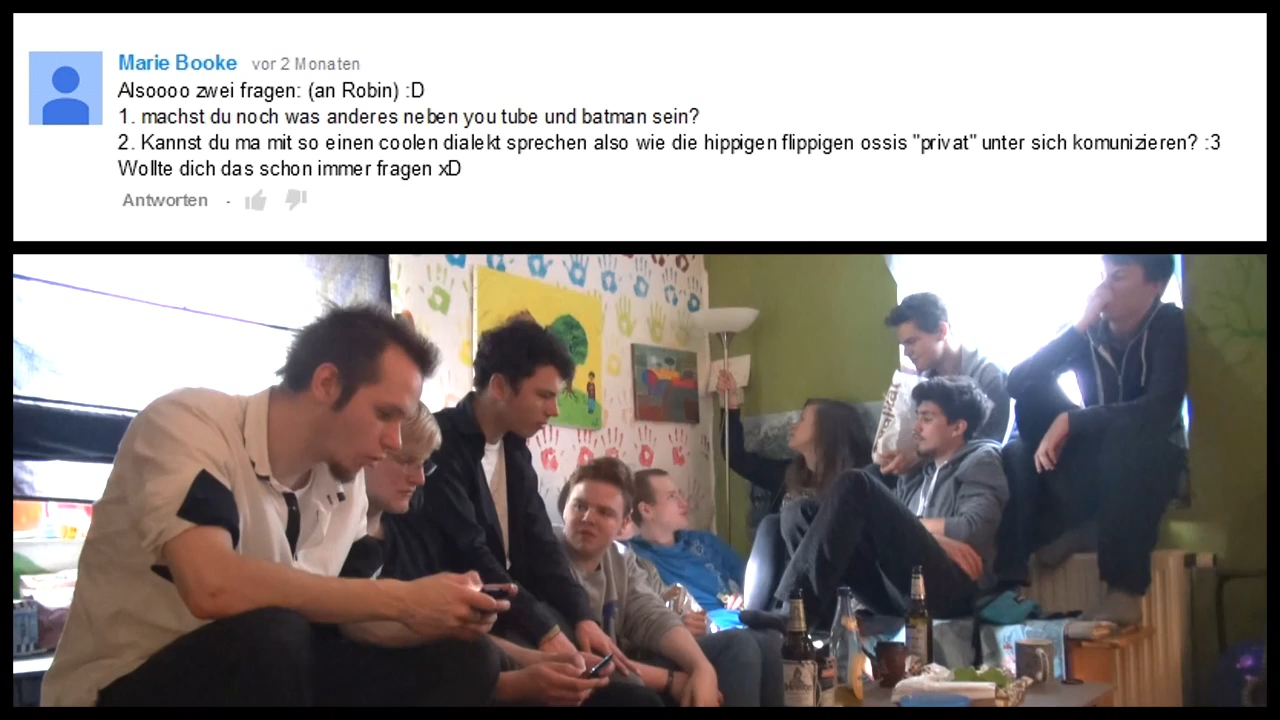 Marie Booke vor 2 Monaten
Alsoooo zwei fragen: (an Robin) :D
1. machst du noch was anderes neben you tube und batman sein?
2. Kannst du ma mit so einen coolen dialekt sprechen also wie die hippigen flippigen ossis "privat" unter sich komunizieren? :3
Wollte dich das schon immer fragen xD
Antworten ·